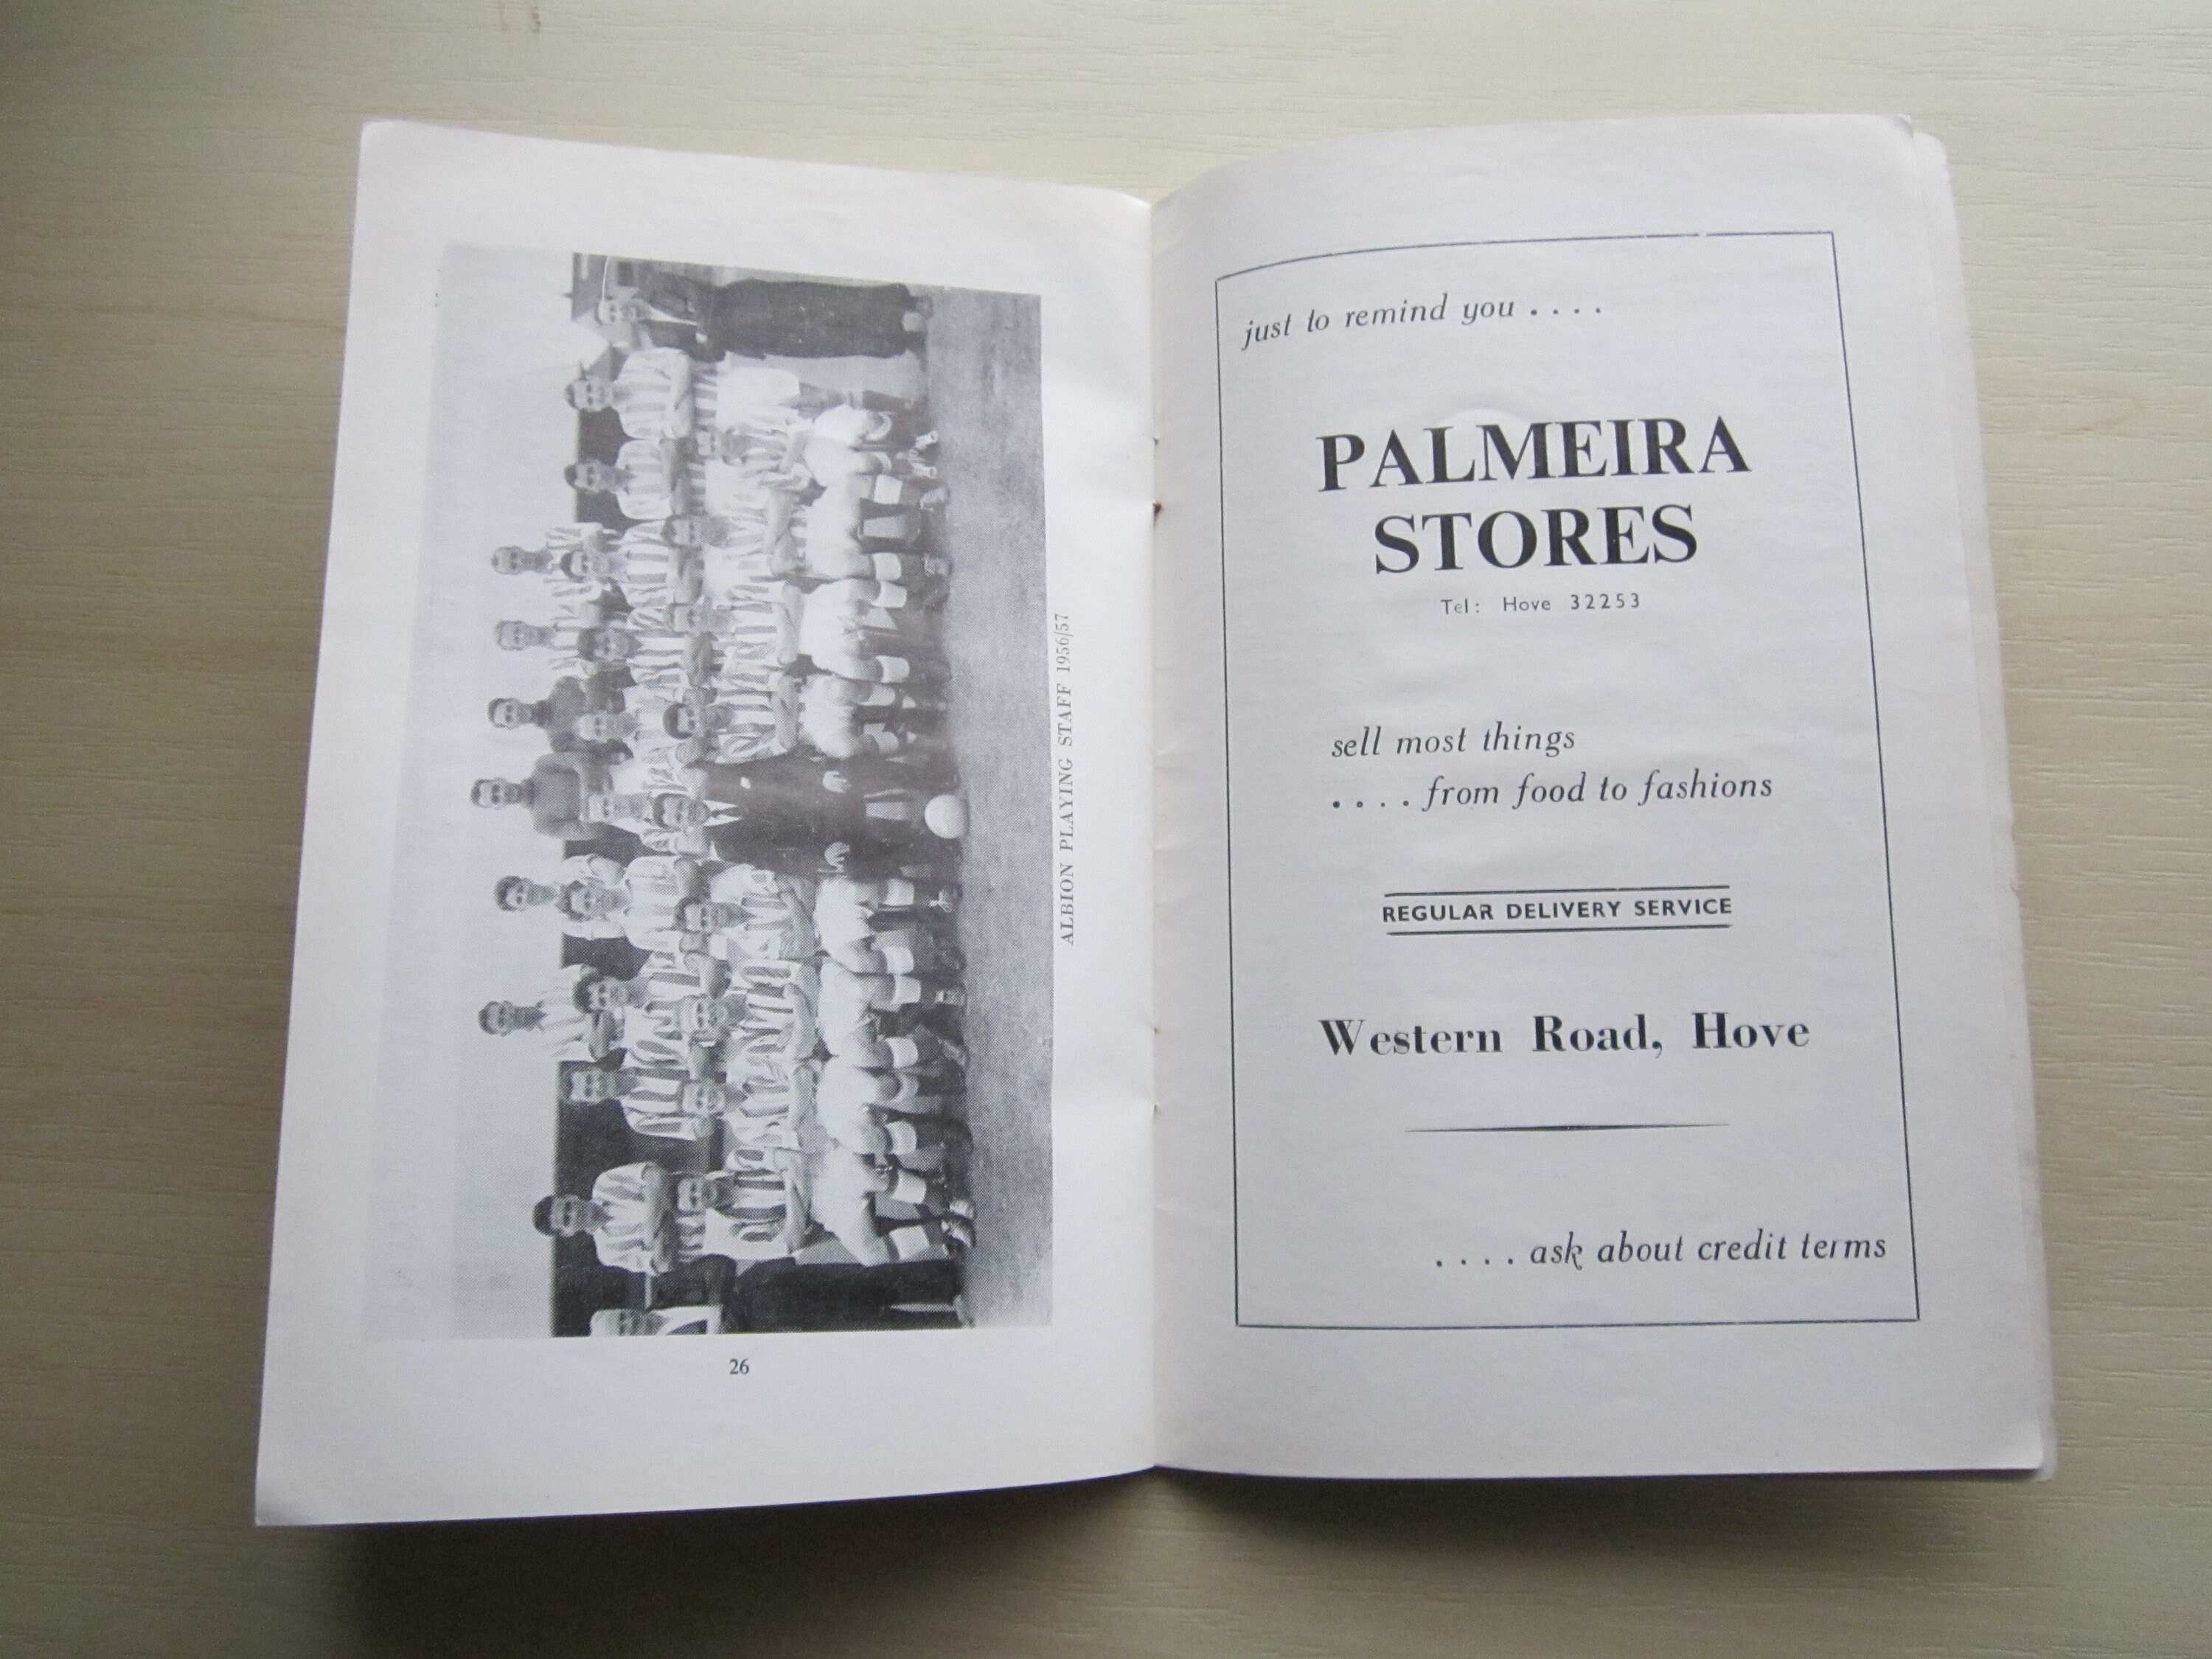 ALBION PLAYING STAFF 1956/57
26
just to remind you . . . .
PALMEIRA
STORES
Tel: Hove 32253
sell most things
. . . . from food to fashions
REGULAR DELIVERY SERVICE
Western Road, Hove
. . . . ask about credit terms